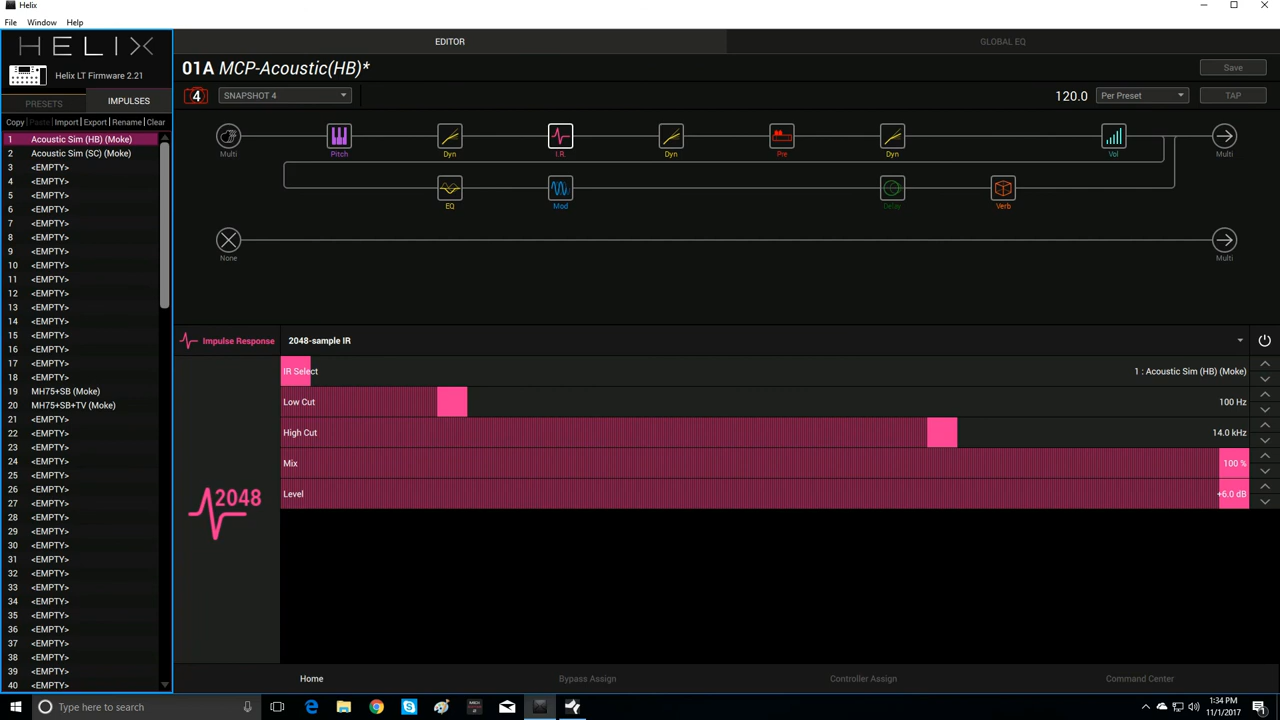 Helix
File Window Help
HELIX
Helix LT Firmware 2.21
PRESETS IMPULSES
Copy Paste Import Export Rename Clear
1 Acoustic Sim (HB) (Moke)
2 Acoustic Sim (SC) (Moke)
3 <EMPTY>
4 <EMPTY>
5 <EMPTY>
6 <EMPTY>
7 <EMPTY>
8 <EMPTY>
9 <EMPTY>
10 <EMPTY>
11 <EMPTY>
12 <EMPTY>
13 <EMPTY>
14 <EMPTY>
15 <EMPTY>
16 <EMPTY>
17 <EMPTY>
18 <EMPTY>
19 MH75+SB (Moke)
20 MH75+SB+TV (Moke)
21 <EMPTY>
22 <EMPTY>
23 <EMPTY>
24 <EMPTY>
25 <EMPTY>
26 <EMPTY>
27 <EMPTY>
28 <EMPTY>
29 <EMPTY>
30 <EMPTY>
31 <EMPTY>
32 <EMPTY>
33 <EMPTY>
34 <EMPTY>
35 <EMPTY>
36 <EMPTY>
37 <EMPTY>
38 <EMPTY>
39 <EMPTY>
40 <EMPTY>
EDITOR GLOBAL EQ
01A MCP-Acoustic(HB)* Save
4 SNAPSHOT 4 120.0 Per Preset TAP
Multi Pitch Dyn I.R Dyn Pre Dyn Vol Multi
EQ Mod Delay Verb
None Multi
Impulse Response 2048-sample IR
IR Select 1 : Acoustic Sim (HB) (Moke)
Low Cut 100 Hz
High Cut 14.0 kHz
Mix 100 %
Level +6.0 dB
2048
Home Bypass Assign Controller Assign Command Center
Type here to search
1:34 PM
11/1/2017